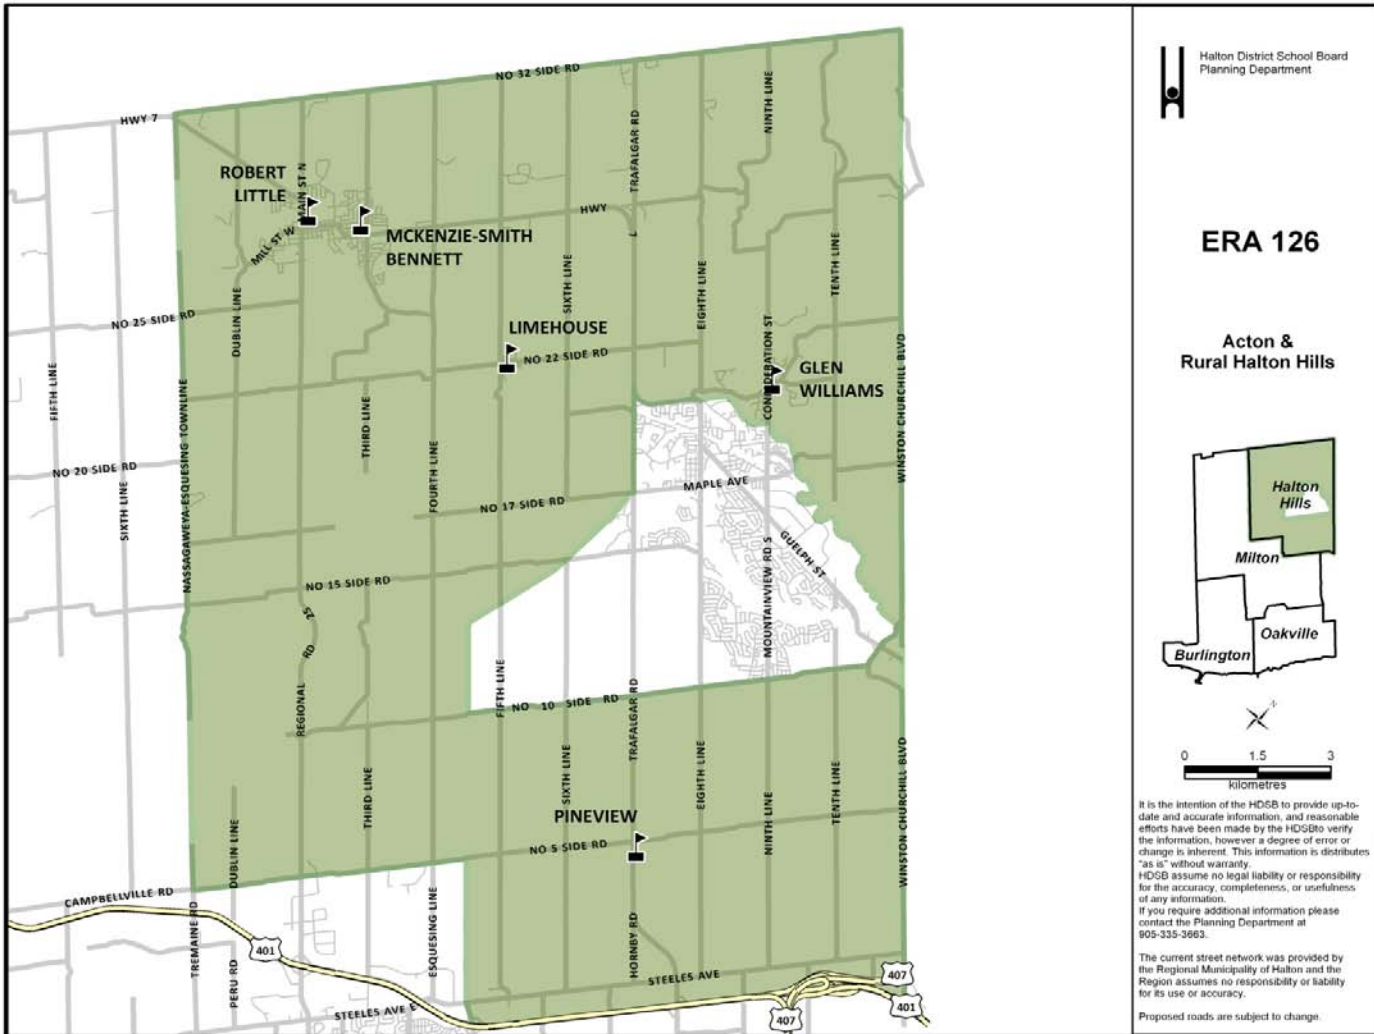 NO 32 SIDE RD
HWY 7
ROBERT
LITTLE
MAIN ST N
MILL ST W
MCKENZIE-SMITH
BENNETT
HWY
7
TRAFALGAR RD
NINTH LINE
TENTH LINE
EIGHTH LINE
SIXTH LINE
DUBLIN LINE
NO 25 SIDE RD
LIMEHOUSE
NO 22 SIDE RD
CONFEDERATION ST
GLEN
WILLIAMS
WINSTON CHURCHILL BLVD
FIFTH LINE
SIXTH LINE
NO 20 SIDE RD
NASSAGAWEYA-ESQUESING TOWNLINE
THIRD LINE
FOURTH LINE
NO 17 SIDE RD
MAPLE AVE
GUELPH ST
MOUNTAINVIEW RD S
NO 15 SIDE RD
REGIONAL RD 25
FIFTH LINE
NO 10 SIDE RD
TRAFALGAR RD
SIXTH LINE
EIGHTH LINE
NINTH LINE
TENTH LINE
WINSTON CHURCHILL BLVD
THIRD LINE
DUBLIN LINE
PINEVIEW
NO 5 SIDE RD
CAMPBELLVILLE RD
TREMAINE RD
PERU RD
401
ESQUESING LINE
HORNBY RD
STEELES AVE
STEELES AVE E
407
401
407
Halton District School Board
Planning Department
ERA 126
Acton &
Rural Halton Hills
Halton
Hills
Milton
Oakville
Burlington
N
0 1.5 3
kilometres
It is the intention of the HDSB to provide up-to-
date and accurate information, and reasonable
efforts have been made by the HDSBto verify
the information, however a degree of error or
change is inherent. This information is distributes
"as is" without warranty.
HDSB assume no legal liability or responsibility
for the accuracy, completeness, or usefulness
of any information.
If you require additional information please
contact the Planning Department at
905-335-3663.
The current street network was provided by
the Regional Municipality of Halton and the
Region assumes no responsibility or liability
for its use or accuracy.
Proposed roads are subject to change.